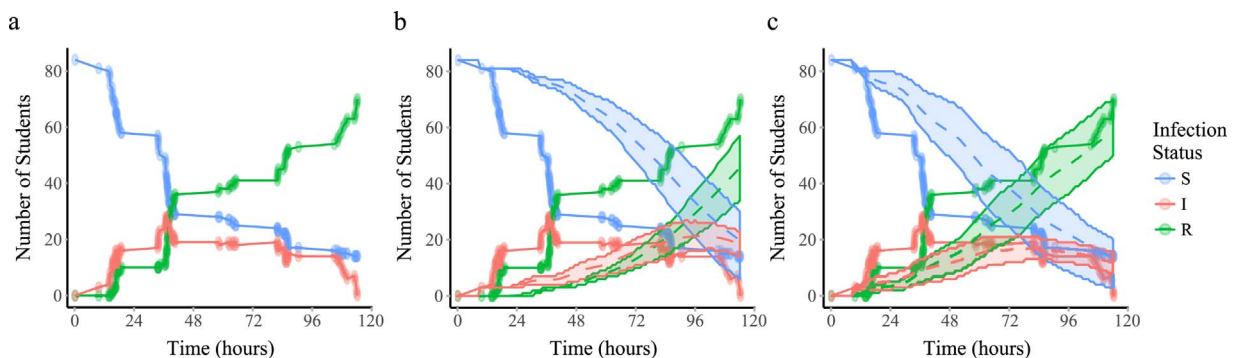 a
b
c
Number of Students
80
60
40
20
0
0 24 48 72 96 120
Time (hours)
Number of Students
80
60
40
20
0
0 24 48 72 96 120
Time (hours)
Number of Students
80
60
40
20
0
0 24 48 72 96 120
Time (hours)
Infection
Status
S
I
R